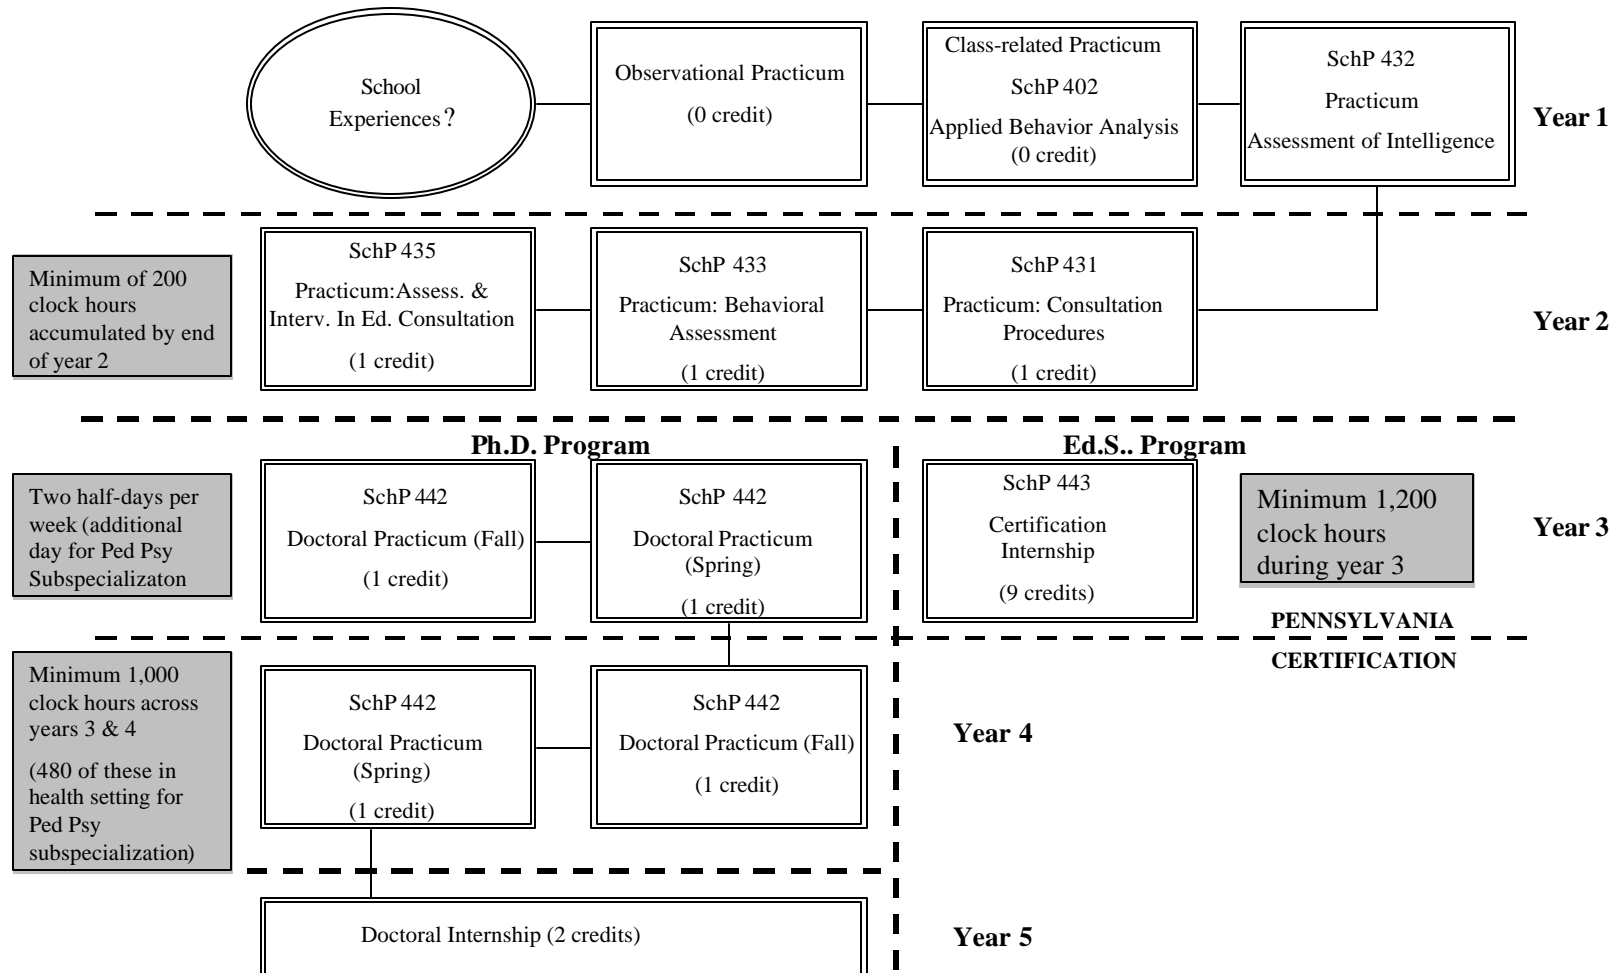 School
Experiences?
Observational Practicum
(0 credit)
Class-related Practicum
SchP 402
Applied Behavior Analysis
(0 credit)
SchP 432
Practicum
Assessment of Intelligence
Year 1
Minimum of 200
clock hours
accumulated by end
of year 2
SchP 435
Practicum:Assess. &
Interv. In Ed. Consultation
(1 credit)
SchP 433
Practicum: Behavioral
Assessment
(1 credit)
SchP 431
Practicum: Consultation
Procedures
(1 credit)
Year 2
Ph.D. Program
Ed.S.. Program
Two half-days per
week (additional
day for Ped Psy
Subspecializaton
SchP 442
Doctoral Practicum (Fall)
(1 credit)
SchP 442
Doctoral Practicum
(Spring)
(1 credit)
SchP 443
Certification
Internship
(9 credits)
Minimum 1,200
clock hours
during year 3
Year 3
PENNSYLVANIA
CERTIFICATION
Minimum 1,000
clock hours across
years 3 & 4
(480 of these in
health setting for
Ped Psy
subspecialization)
SchP 442
Doctoral Practicum
(Spring)
(1 credit)
SchP 442
Doctoral Practicum (Fall)
(1 credit)
Year 4
Doctoral Internship (2 credits)
Year 5